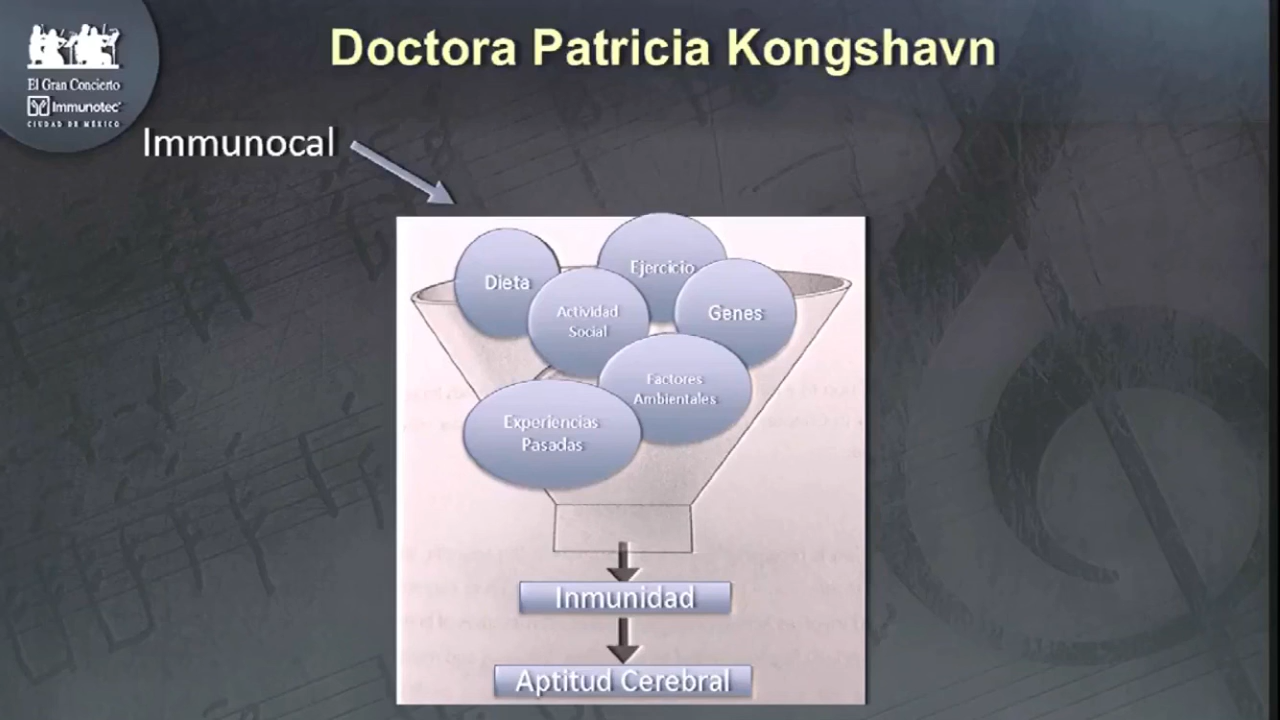 Doctora Patricia Kongshavn
El Gran Concierto
Immunotec
CIUDAD DE MÉXICO
Immunocal
Dieta
Ejercicio
Actividad
Social
Genes
Factores
Ambientales
Experiencias
Pasadas
Inmunidad
Aptitud Cerebral